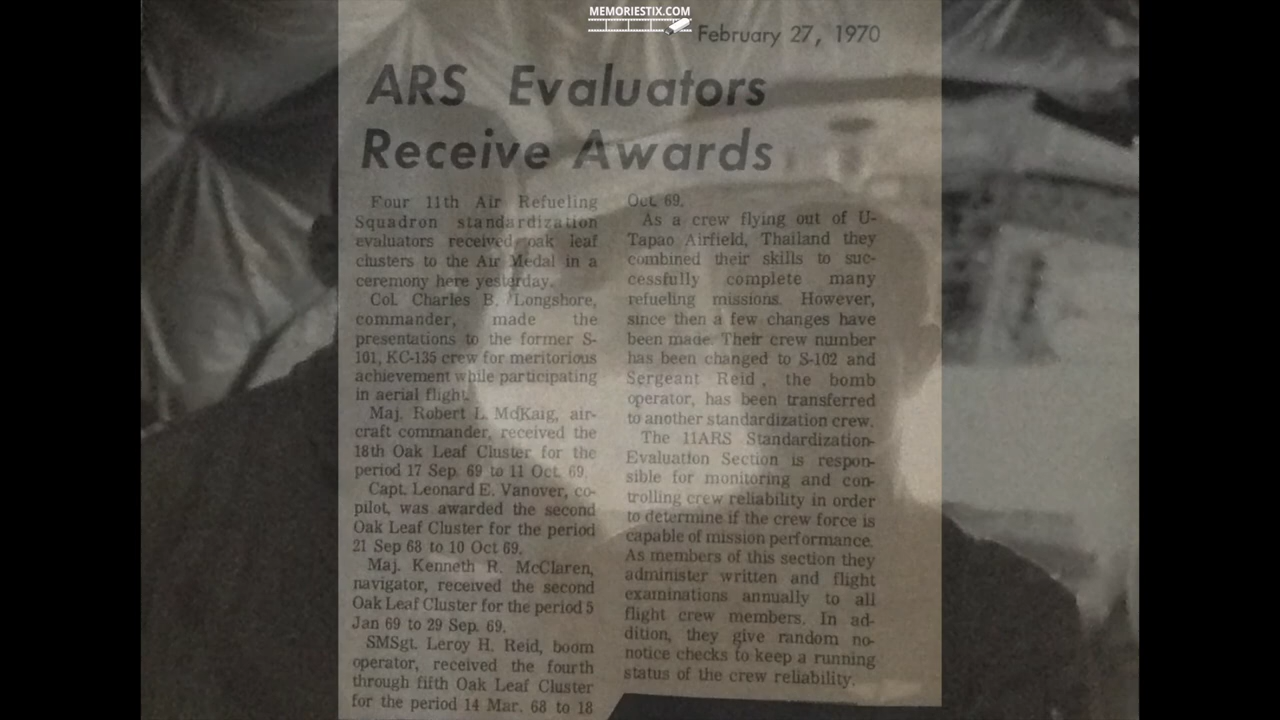 MEMORIESTIX.COM
February 27, 1970
ARS Evaluators
Receive Awards
Four 11th Air Refueling
Squadron standardization
evaluators received oak leaf
clusters to the Air Medal in a
ceremony here yesterday.
Col. Charles B. Longshore,
commander, made the
presentations to the former S-
101, KC-135 crew for meritorious
achievement while participating
in aerial flight.
Maj. Robert L. McKaig, air-
craft commander, received the
18th Oak Leaf Cluster for the
period 17 Sep. 69 to 11 Oct. 69.
Capt. Leonard E. Vanover, co-
pilot, was awarded the second
Oak Leaf Cluster for the period
21 Sep 68 to 10 Oct 69.
Maj. Kenneth R. McClaren,
navigator, received the second
Oak Leaf Cluster for the period 5
Jan 69 to 29 Sep. 69.
SMSgt. Leroy H. Reid, boom
operator, received the fourth
through fifth Oak Leaf Cluster
for the period 14 Mar. 68 to 18
Oct. 69.
As a crew flying out of U-
Tapao Airfield, Thailand they
combined their skills to suc-
cessfully complete many
refueling missions. However,
since then a few changes have
been made. Their crew number
has been changed to S-102 and
Sergeant Reid, the bomb
operator, has been transferred
to another standardization crew.
The 11ARS Standardization-
Evaluation Section is respon-
sible for monitoring and con-
trolling crew reliability in order
to determine if the crew force is
capable of mission performance.
As members of this section they
administer written and flight
examinations annually to all
flight crew members. In ad-
dition, they give random no-
notice checks to keep a running
status of the crew reliability.